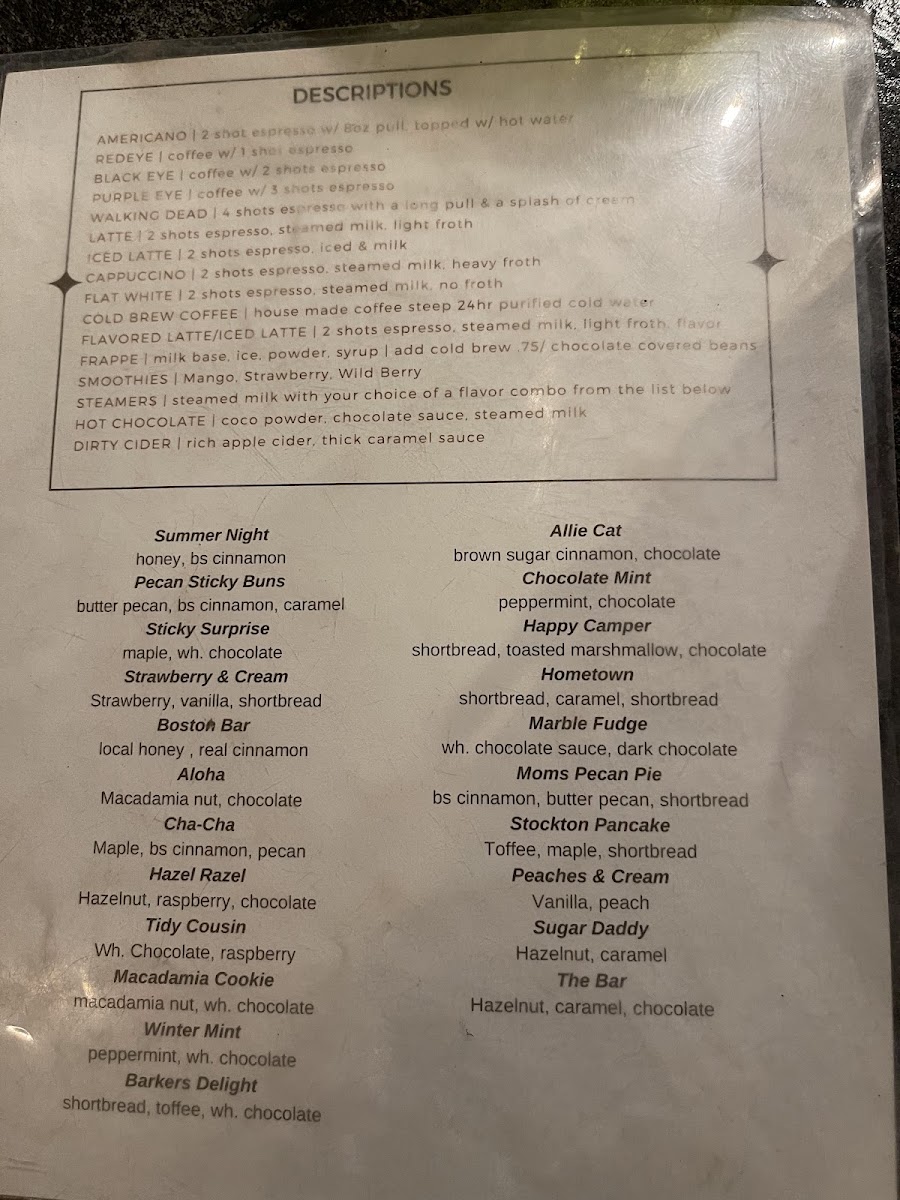 DESCRIPTIONS
AMERICANO | 2 shot espresso w/ 8oz pull, topped w/ hot water
REDEYE | coffee w/ 1 shot espresso
BLACK EYE | coffee w/ 2 shots espresso
PURPLE EYE | coffee w/ 3 shots espresso
WALKING DEAD | 4 shots espresso with a long pull & a splash of creem
LATTE | 2 shots espresso, steamed milk, light froth
ICED LATTE | 2 shots espresso, iced & milk
CAPPUCCINO | 2 shots espresso, steamed milk, heavy froth
FLAT WHITE | 2 shots espresso, steamed milk, no froth
COLD BREW COFFEE | house made coffee steep 24hr purified cold water
FLAVORED LATTE/ICED LATTE | 2 shots espresso, steamed milk, light froth, flavor
FRAPPE | milk base, ice, powder, syrup | add cold brew .75/ chocolate covered beans
SMOOTHIES | Mango, Strawberry, Wild Berry
STEAMERS | steamed milk with your choice of a flavor combo from the list below
HOT CHOCOLATE | coco powder, chocolate sauce, steamed milk
DIRTY CIDER | rich apple cider, thick caramel sauce
Summer Night
honey, bs cinnamon
Pecan Sticky Buns
butter pecan, bs cinnamon, caramel
Sticky Surprise
maple, wh. chocolate
Strawberry & Cream
Strawberry, vanilla, shortbread
Boston Bar
local honey , real cinnamon
Aloha
Macadamia nut, chocolate
Cha-Cha
Maple, bs cinnamon, pecan
Hazel Razel
Hazelnut, raspberry, chocolate
Tidy Cousin
Wh. Chocolate, raspberry
Macadamia Cookie
macadamia nut, wh. chocolate
Winter Mint
peppermint, wh. chocolate
Barkers Delight
shortbread, toffee, wh. chocolate
Allie Cat
brown sugar cinnamon, chocolate
Chocolate Mint
peppermint, chocolate
Happy Camper
shortbread, toasted marshmallow, chocolate
Hometown
shortbread, caramel, shortbread
Marble Fudge
wh. chocolate sauce, dark chocolate
Moms Pecan Pie
bs cinnamon, butter pecan, shortbread
Stockton Pancake
Toffee, maple, shortbread
Peaches & Cream
Vanilla, peach
Sugar Daddy
Hazelnut, caramel
The Bar
Hazelnut, caramel, chocolate